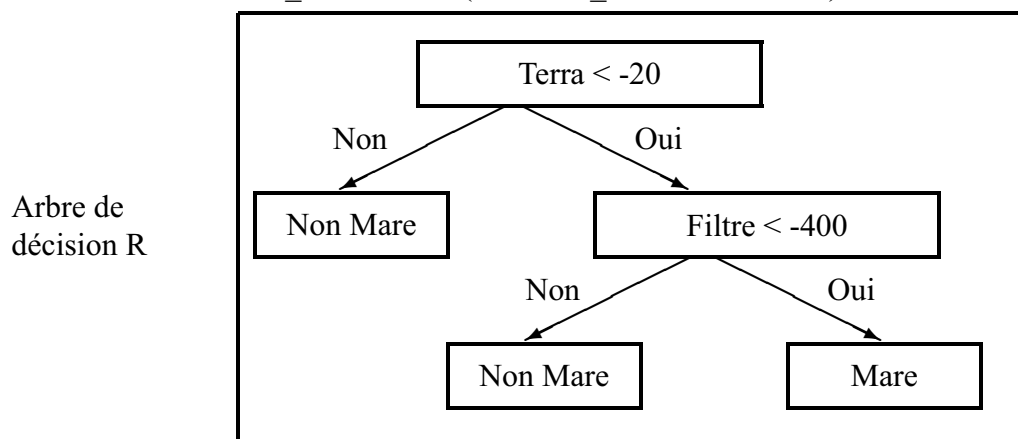 Terra < -20
Non
Oui
Arbre de
décision R
Non Mare
Filtre < -400
Non
Oui
Non Mare
Mare